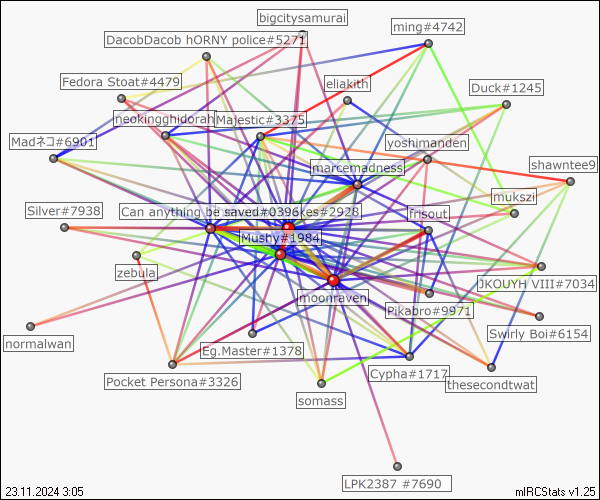 bigcitysamurai
ming#4742
DacobDacob hORNY police#5271
Fedora Stoat#4479
eliakith
Duck#1245
neokingghidorah
Majestic#3375
Madネコ#6901
yoshimanden
marcemadness
shawntee9
mukszi
Silver#7938
Can anything be saved#0396
kes#2928
frisout
Mushy#1984
zebula
JKOUYH VIII#7034
moonraven
Pikabro#9971
Swirly Boi#6154
normalwan
Eg.Master#1378
Pocket Persona#3326
Cypha#1717
thesecondtwat
somass
LPK2387 #7690
23.11.2024 3:05
mIRCStats v1.25